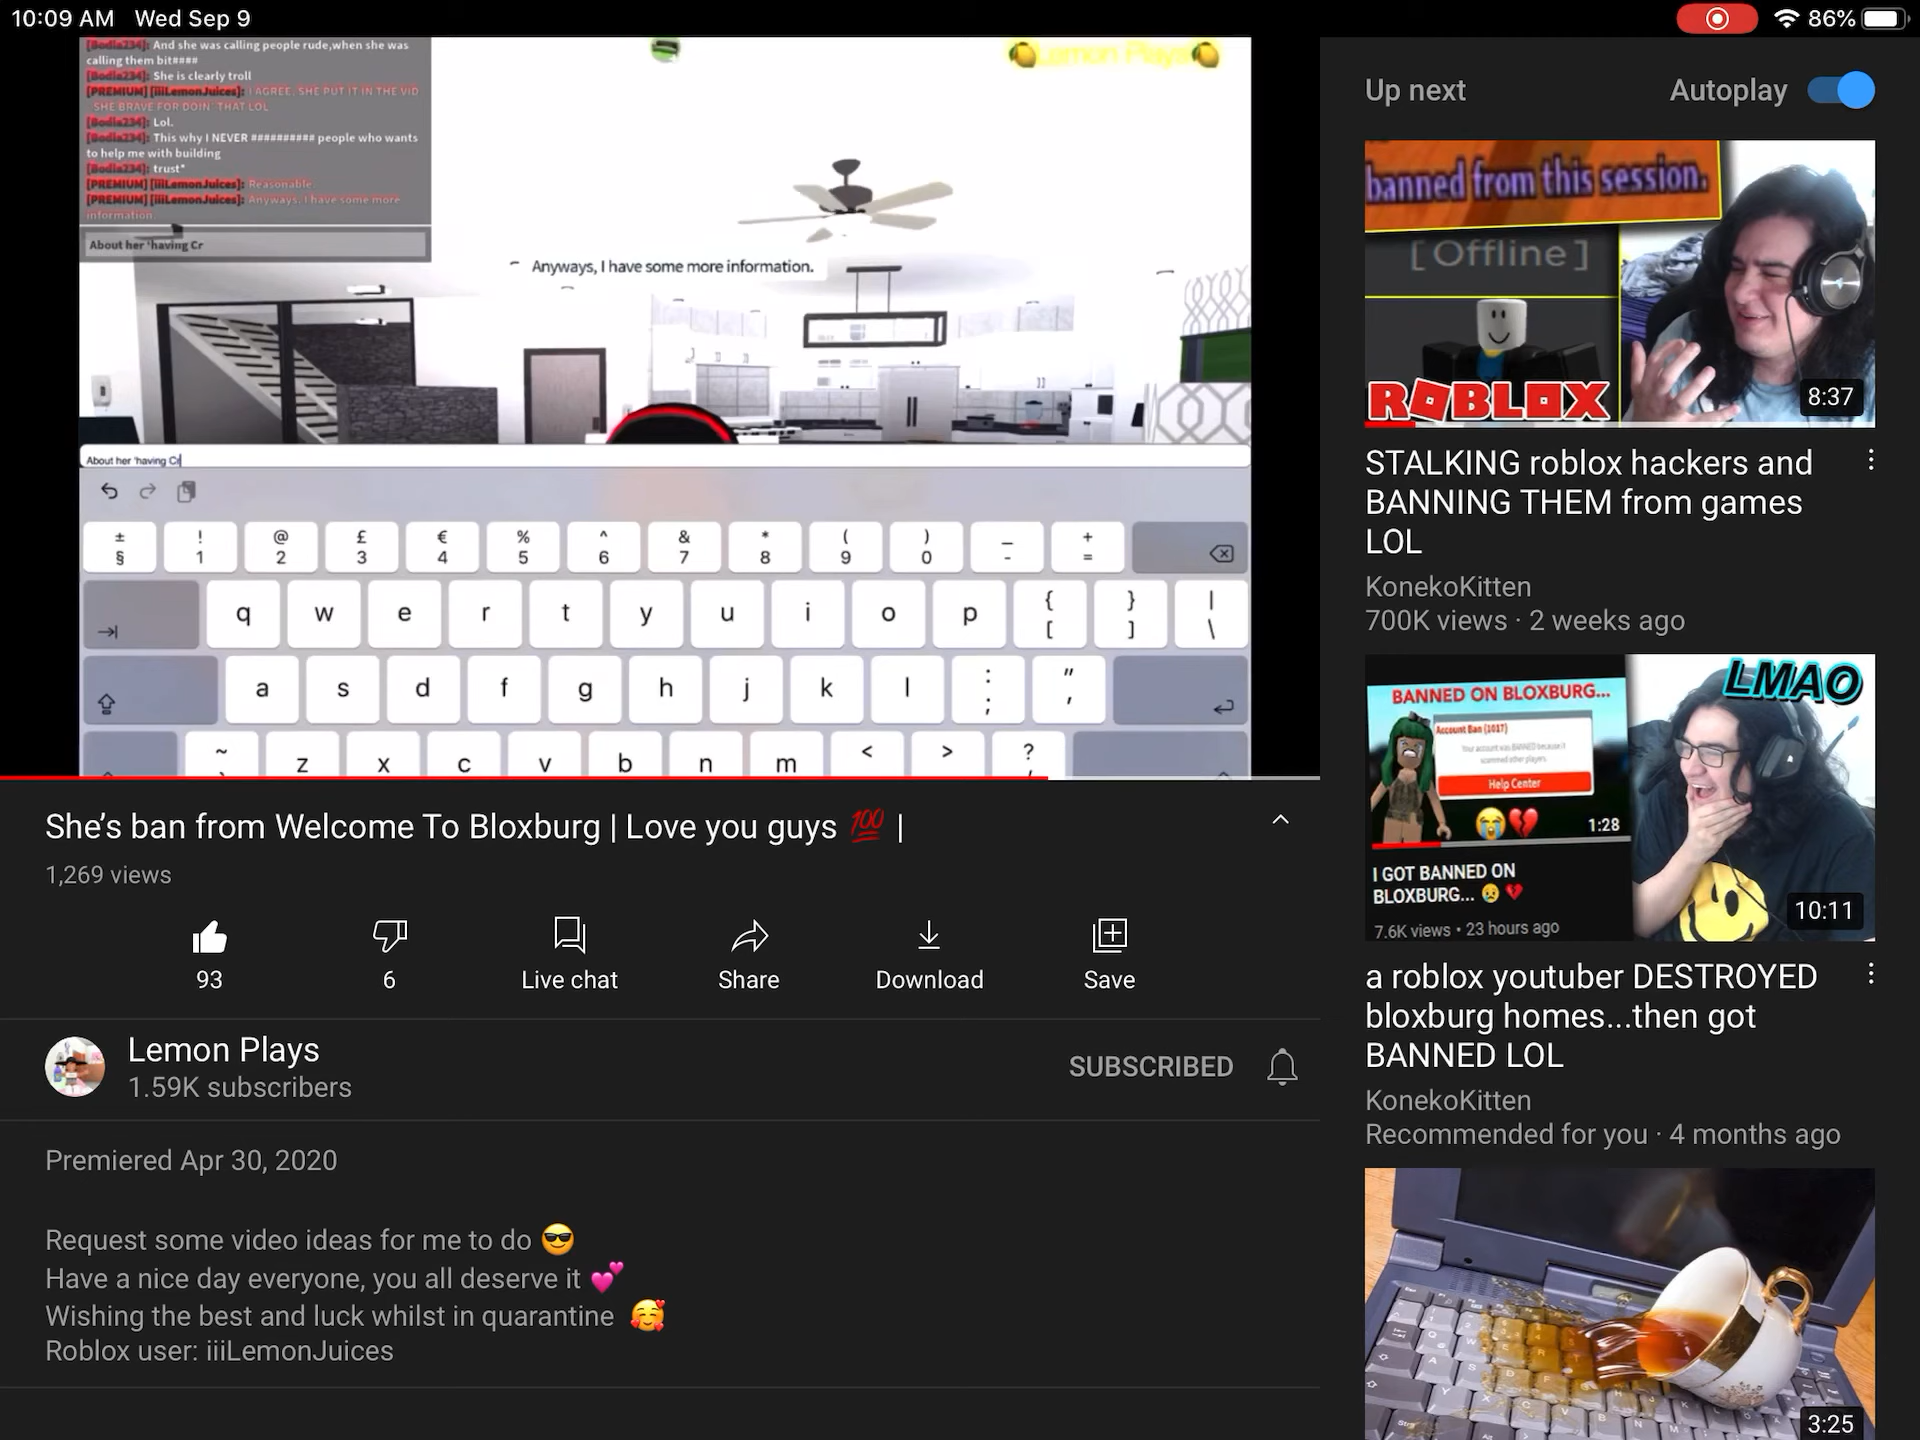 10:09 AM Wed Sep 9
86%
[Bodla234]: And she was calling people rude,when she was
calling them bit####
[Bodla234]: She is clearly troll
[PREMIUM] [iiiLemonJuices]: I AGREE, SHE PUT IT IN THE VID
SHE BRAVE FOR DOIN' THAT LOL
[Bodla234]: Lol.
[Bodla234]: This why I NEVER ########## people who wants
to help me with building
[Bodla234]: trust*
[PREMIUM] [iiiLemonJuices]: Reasonable
[PREMIUM] [iiiLemonJuices]: Anyways, I have some more
information.
About her 'having Cr
Lemon Plays
Anyways, I have some more information.
About her 'having Cr
± ! @ £ € % ^ & * ( ) _ +
§ 1 2 3 4 5 6 7 8 9 0 - =
q w e r t y u i o p { } |
[ ] \
a s d f g h j k l : "
; '
~ z x c v b n m < > ?
She's ban from Welcome To Bloxburg | Love you guys 💯 |
1,269 views
93
6
Live chat
Share
Download
Save
Lemon Plays
1.59K subscribers
SUBSCRIBED
Premiered Apr 30, 2020
Request some video ideas for me to do 😎
Have a nice day everyone, you all deserve it 💕
Wishing the best and luck whilst in quarantine 🥰
Roblox user: iiiLemonJuices
Up next
Autoplay
banned from this session.
[ Offline ]
ROBLOX
8:37
STALKING roblox hackers and
BANNING THEM from games
LOL
KonekoKitten
700K views · 2 weeks ago
BANNED ON BLOXBURG...
LMAO
Account Ban (1017)
Your account was BANNED because it
scammed other players.
Help Center
1:28
I GOT BANNED ON
BLOXBURG... 😥 💔
7.6K views • 23 hours ago
10:11
a roblox youtuber DESTROYED
bloxburg homes...then got
BANNED LOL
KonekoKitten
Recommended for you · 4 months ago
3:25